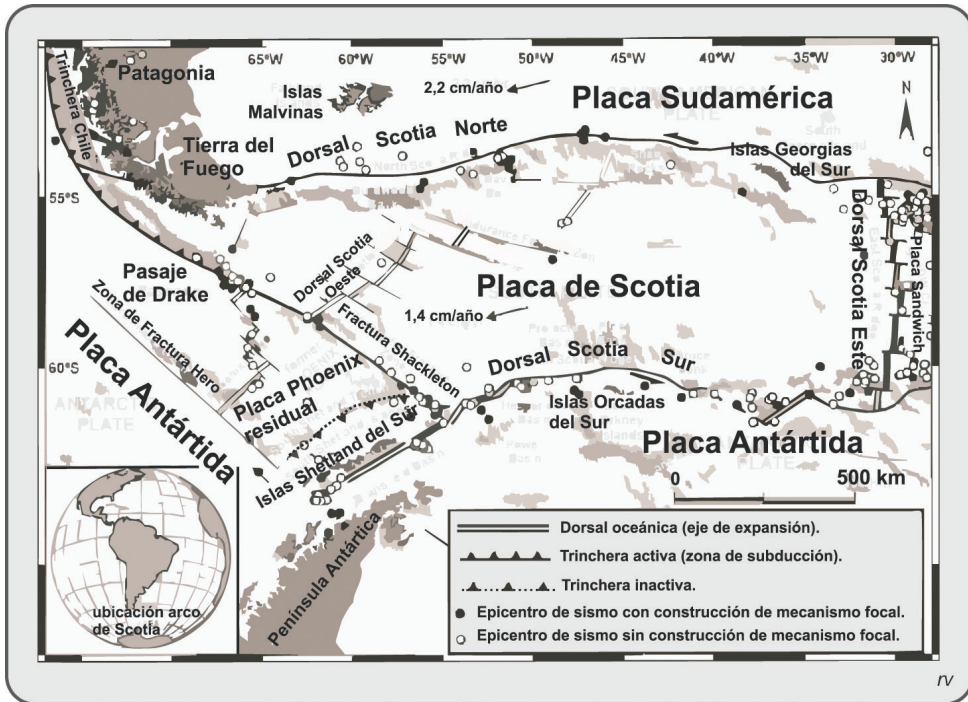 65°W
60°W
55°W
50°W
45°W
40°W
35°W
30°W
Trinchera Chile
Patagonia
Islas
Malvinas
2,2 cm/año
Placa Sudamérica
N
Tierra del
Fuego
Dorsal Scotia Norte
Islas Georgias
del Sur
55°S
Dorsal Scotia Este
Placa Sandwich
Pasaje
de Drake
Dorsal Scotia
Oeste
Placa de Scotia
1,4 cm/año
Zona de Fractura Hero
Fractura Shackleton
Dorsal Scotia Sur
60°S
Placa Antártida
Placa Phoenix
residual
Islas Shetland del Sur
Islas Orcadas
del Sur
Placa Antártida
ANTARCT
PLATE
PLATE
0 500 km
Península Antártica
ubicación arco
de Scotia
Dorsal oceánica (eje de expansión).
Trinchera activa (zona de subducción).
Trinchera inactiva.
Epicentro de sismo con construcción de mecanismo focal.
Epicentro de sismo sin construcción de mecanismo focal.
rv